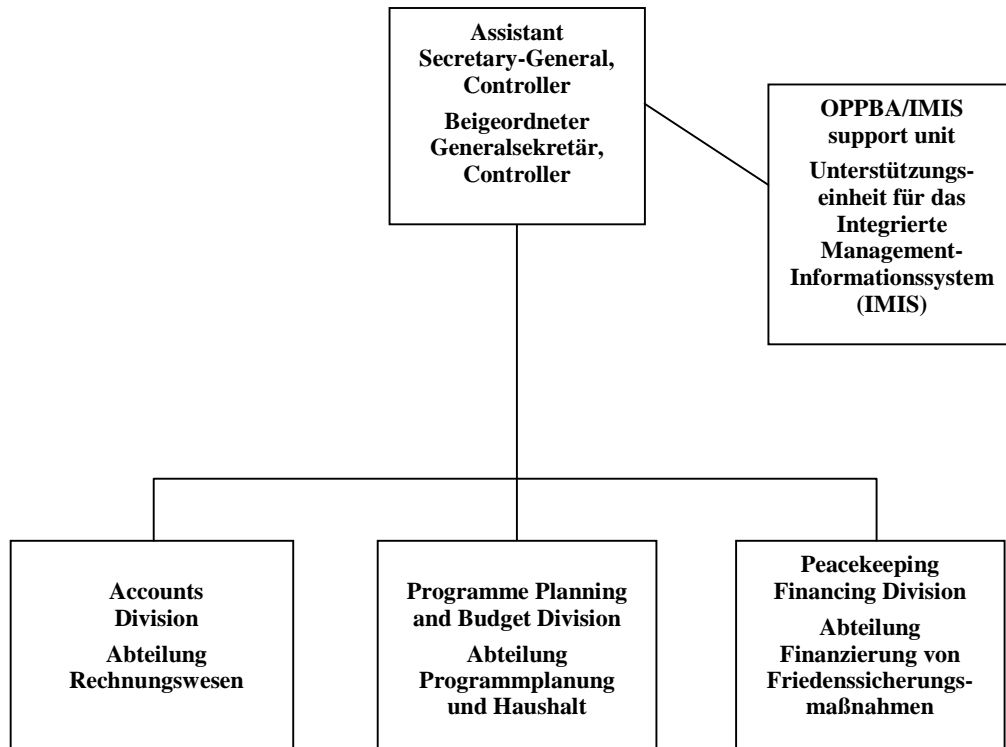 Assistant
Secretary-General,
Controller
Beigeordneter
Generalsekretär,
Controller
OPPBA/IMIS
support unit
Unterstützungs-
einheit für das
Integrierte
Management-
Informationssystem
(IMIS)
Accounts
Division
Abteilung
Rechnungswesen
Programme Planning
and Budget Division
Abteilung
Programmplanung
und Haushalt
Peacekeeping
Financing Division
Abteilung
Finanzierung von
Friedenssicherungs-
maßnahmen